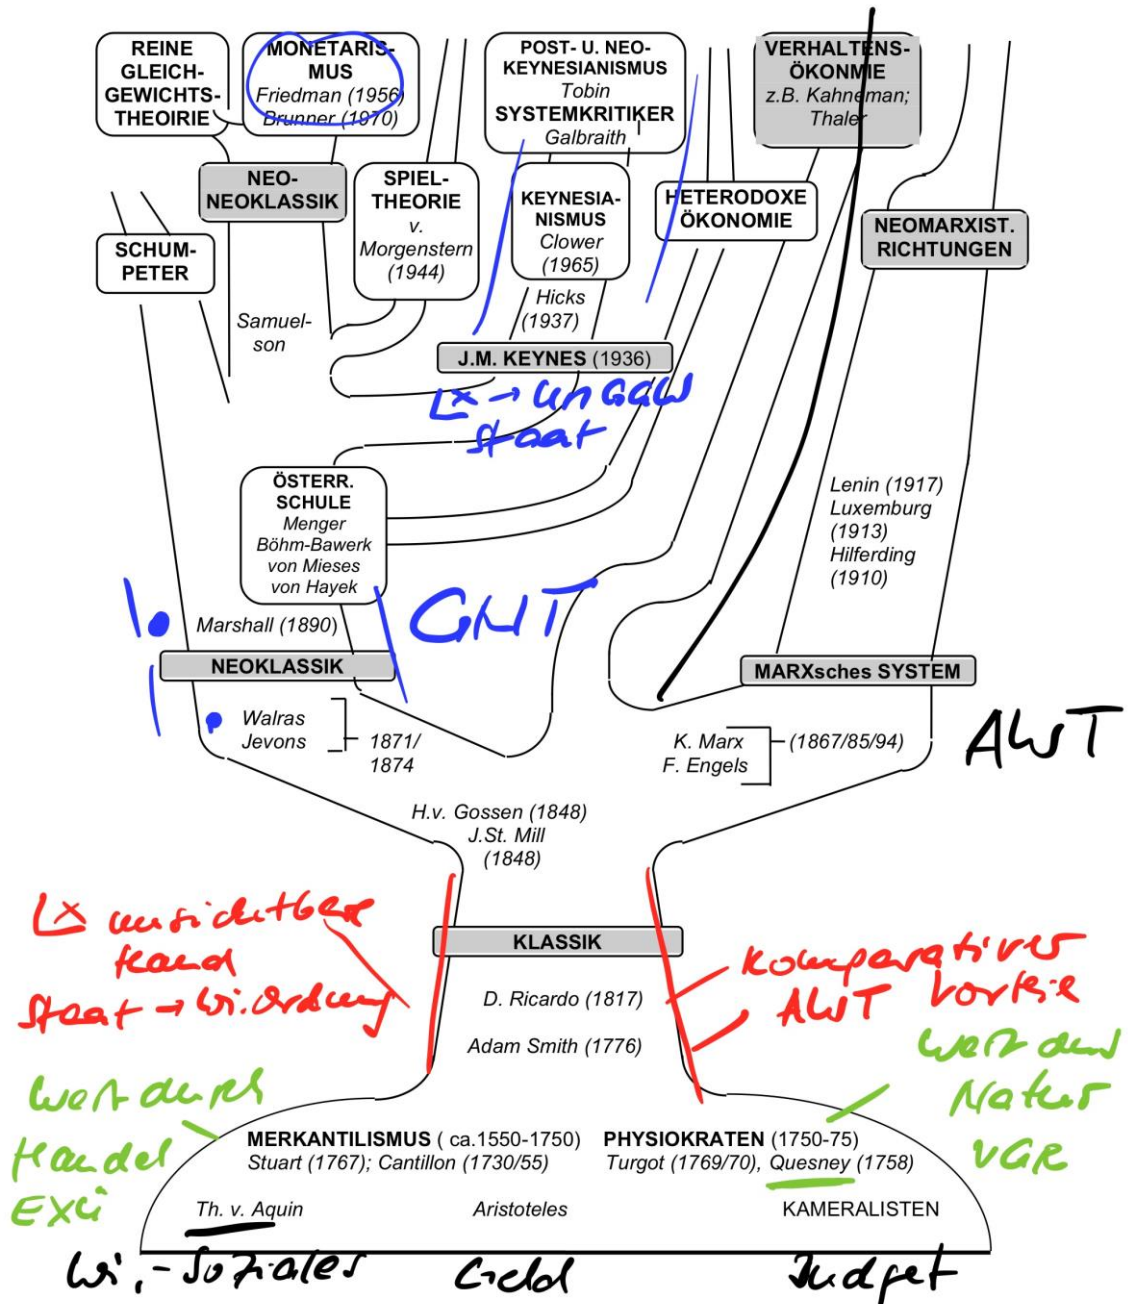 REINE
GLEICH-
GEWICHTS-
THEOIRIE
MONETARIS-
MUS
Friedman (1956)
Brunner (1970)
POST- U. NEO-
KEYNESIANISMUS
Tobin
SYSTEMKRITIKER
Galbraith
VERHALTENS-
ÖKONMIE
z.B. Kahneman;
Thaler
NEO-
NEOKLASSIK
SPIEL-
THEORIE
v.
Morgenstern
(1944)
KEYNESIA-
NISMUS
Clower
(1965)
HETERODOXE
ÖKONOMIE
NEOMARXIST.
RICHTUNGEN
SCHUM-
PETER
Samuel-
son
Hicks
(1937)
J.M. KEYNES (1936)
→ UnGGW
Staat
ÖSTERR.
SCHULE
Menger
Böhm-Bawerk
von Mieses
von Hayek
Lenin (1917)
Luxemburg
(1913)
Hilferding
(1910)
GNT
Marshall (1890)
NEOKLASSIK
MARXsches SYSTEM
Walras
Jevons
1871/
1874
K. Marx
F. Engels
(1867/85/94)
AWT
H.v. Gossen (1848)
J.St. Mill
(1848)
unsichtbare
Hand
Staat → Wi.Ordnung
KLASSIK
Komparativer
Vorteile
AWT
D. Ricardo (1817)
Adam Smith (1776)
Wert durch
Handel
EXü
Wert durch
Natur
VGR
MERKANTILISMUS ( ca.1550-1750)
Stuart (1767); Cantillon (1730/55)
PHYSIOKRATEN (1750-75)
Turgot (1769/70), Quesney (1758)
Th. v. Aquin
Aristoteles
KAMERALISTEN
Wi,-Soziales
Geld
Budget